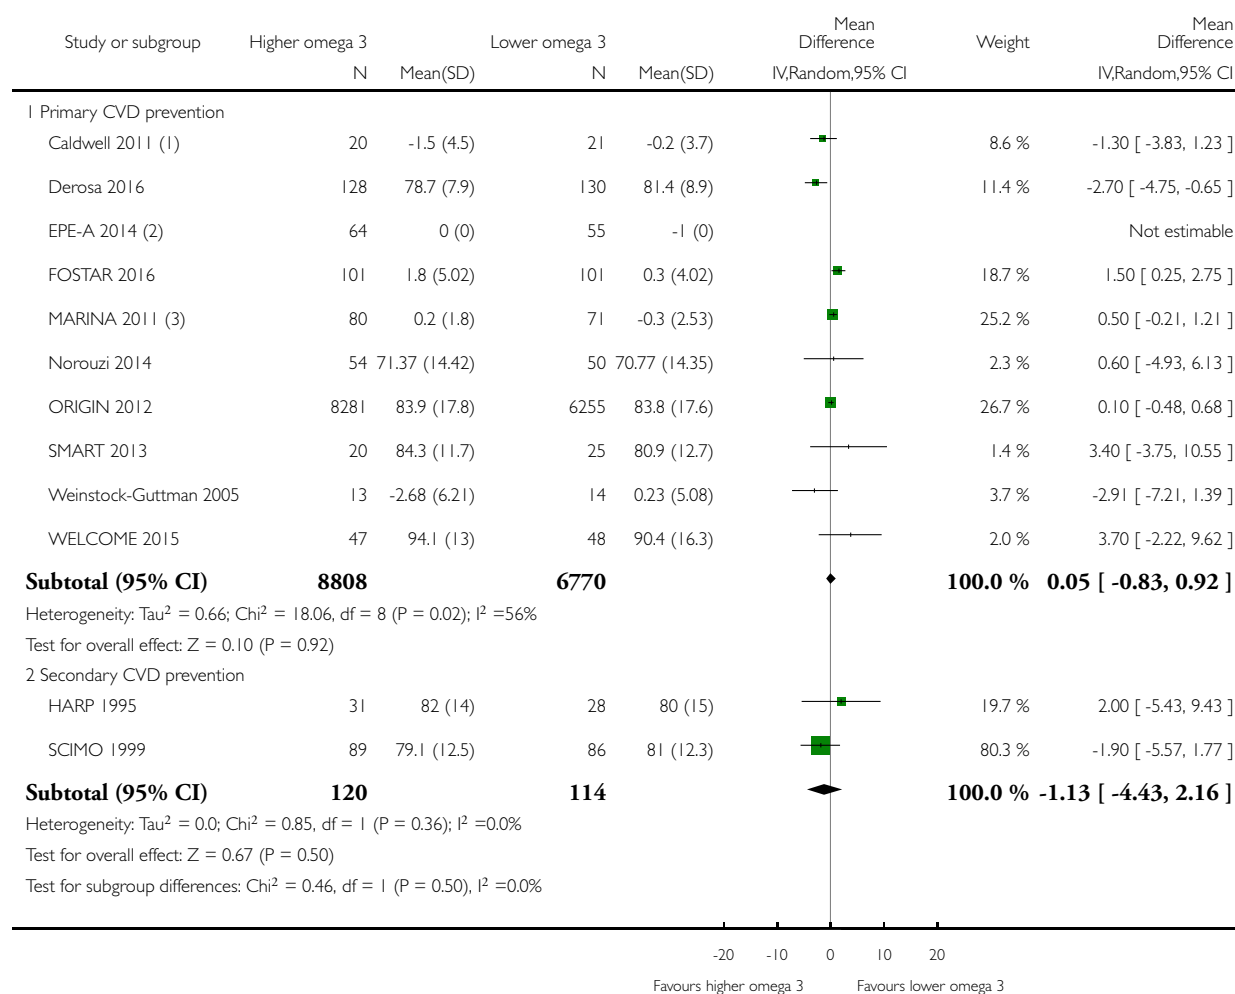 Mean Mean
Study or subgroup Higher omega 3 Lower omega 3 Difference Weight Difference
N Mean(SD) N Mean(SD) IV,Random,95% CI IV,Random,95% CI
1 Primary CVD prevention
Caldwell 2011 (1) 20 -1.5 (4.5) 21 -0.2 (3.7) 8.6 % -1.30 [ -3.83, 1.23 ]
Derosa 2016 128 78.7 (7.9) 130 81.4 (8.9) 11.4 % -2.70 [ -4.75, -0.65 ]
EPE-A 2014 (2) 64 0 (0) 55 -1 (0) Not estimable
FOSTAR 2016 101 1.8 (5.02) 101 0.3 (4.02) 18.7 % 1.50 [ 0.25, 2.75 ]
MARINA 2011 (3) 80 0.2 (1.8) 71 -0.3 (2.53) 25.2 % 0.50 [ -0.21, 1.21 ]
Norouzi 2014 54 71.37 (14.42) 50 70.77 (14.35) 2.3 % 0.60 [ -4.93, 6.13 ]
ORIGIN 2012 8281 83.9 (17.8) 6255 83.8 (17.6) 26.7 % 0.10 [ -0.48, 0.68 ]
SMART 2013 20 84.3 (11.7) 25 80.9 (12.7) 1.4 % 3.40 [ -3.75, 10.55 ]
Weinstock-Guttman 2005 13 -2.68 (6.21) 14 0.23 (5.08) 3.7 % -2.91 [ -7.21, 1.39 ]
WELCOME 2015 47 94.1 (13) 48 90.4 (16.3) 2.0 % 3.70 [ -2.22, 9.62 ]
Subtotal (95% CI) 8808 6770 100.0 % 0.05 [ -0.83, 0.92 ]
Heterogeneity: Tau² = 0.66; Chi² = 18.06, df = 8 (P = 0.02); I² =56%
Test for overall effect: Z = 0.10 (P = 0.92)
2 Secondary CVD prevention
HARP 1995 31 82 (14) 28 80 (15) 19.7 % 2.00 [ -5.43, 9.43 ]
SCIMO 1999 89 79.1 (12.5) 86 81 (12.3) 80.3 % -1.90 [ -5.57, 1.77 ]
Subtotal (95% CI) 120 114 100.0 % -1.13 [ -4.43, 2.16 ]
Heterogeneity: Tau² = 0.0; Chi² = 0.85, df = 1 (P = 0.36); I² =0.0%
Test for overall effect: Z = 0.67 (P = 0.50)
Test for subgroup differences: Chi² = 0.46, df = 1 (P = 0.50), I² =0.0%
-20 -10 0 10 20
Favours higher omega 3 Favours lower omega 3